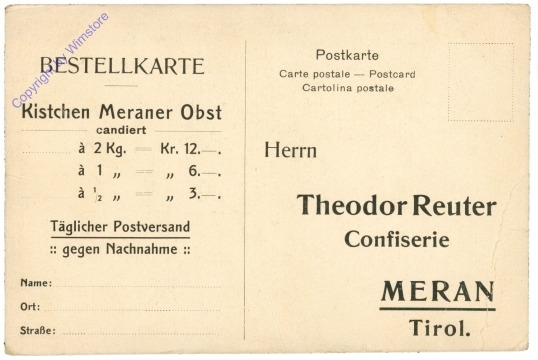 BESTELLKARTE
Kistchen Meraner Obst
candiert
à 2 Kg. = Kr. 12.—.
à 1 „ = „ 6.—.
à 1/2 „ = „ 3.—.
Täglicher Postversand
:: gegen Nachnahme ::
Name:
Ort:
Straße:
Postkarte
Carte postale — Postcard
Cartolina postale
Herrn
Theodor Reuter
Confiserie
MERAN
Tirol.
Copyright by Wimstore